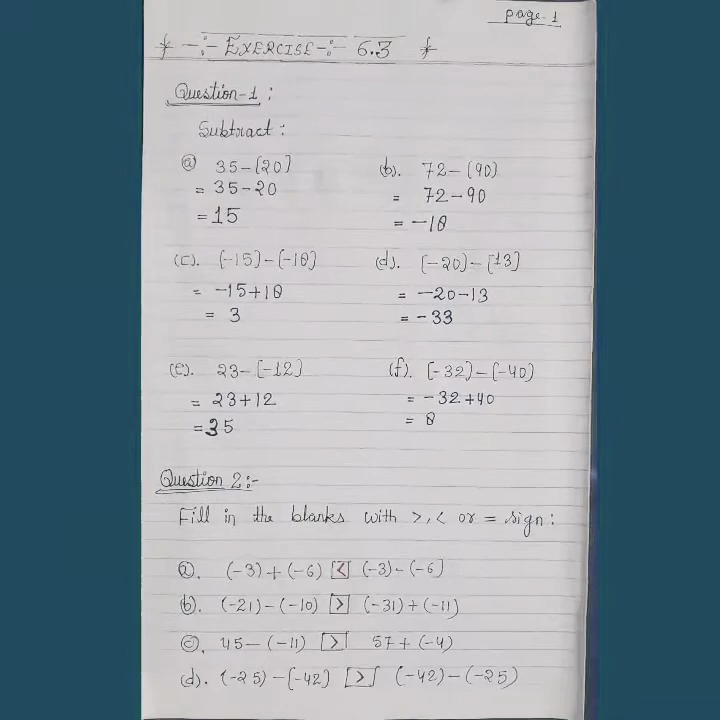 page-1
* -:- EXERCISE -:- 6.3 *
Question-1 :
Subtract :
(a) 35-(20) (b). 72-(90)
= 35-20 = 72-90
= 15 = -18
(c). (-15)-(-18) (d). (-20)-(13)
= -15+18 = -20-13
= 3 = -33
(e). 23-(-12) (f). (-32)-(-40)
= 23+12 = -32+40
= 35 = 8
Question 2:-
Fill in the blanks with >, < or = sign :
(a). (-3)+(-6) [<] (-3)-(-6)
(b). (-21)-(-10) [>] (-31)+(-11)
(c). 45-(-11) [>] 57+(-4)
(d). (-25)-(-42) [>] (-42)-(-25)